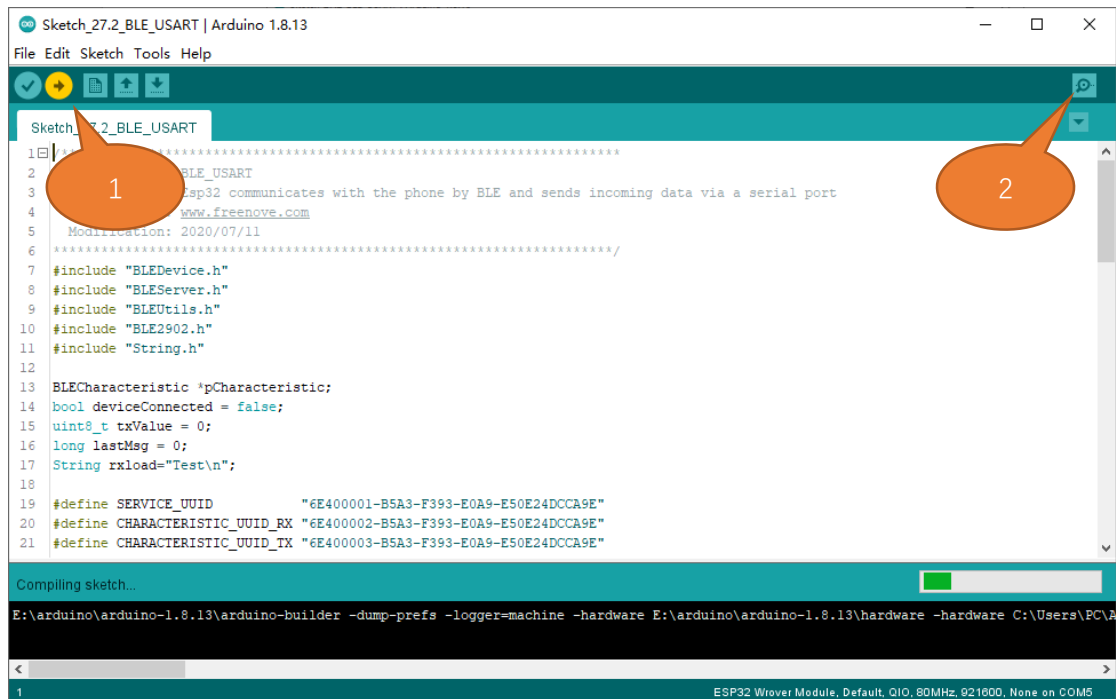 Sketch_27.2_BLE_USART | Arduino 1.8.13
File Edit Sketch Tools Help
Sketch_ 7.2_BLE_USART
1 /** ***********************************************************
2 BLE_USART
3 Esp32 communicates with the phone by BLE and sends incoming data via a serial port
4 www.freenove.com
5 Modification: 2020/07/11
6 **********************************************************************/
7 #include "BLEDevice.h"
8 #include "BLEServer.h"
9 #include "BLEUtils.h"
10 #include "BLE2902.h"
11 #include "String.h"
12
13 BLECharacteristic *pCharacteristic;
14 bool deviceConnected = false;
15 uint8_t txValue = 0;
16 long lastMsg = 0;
17 String rxload="Test\n";
18
19 #define SERVICE_UUID "6E400001-B5A3-F393-E0A9-E50E24DCCA9E"
20 #define CHARACTERISTIC_UUID_RX "6E400002-B5A3-F393-E0A9-E50E24DCCA9E"
21 #define CHARACTERISTIC_UUID_TX "6E400003-B5A3-F393-E0A9-E50E24DCCA9E"
1
2
Compiling sketch...
E:\arduino\arduino-1.8.13\arduino-builder -dump-prefs -logger=machine -hardware E:\arduino\arduino-1.8.13\hardware -hardware C:\Users\PC\A
1 ESP32 Wrover Module, Default, QIO, 80MHz, 921600, None on COM5